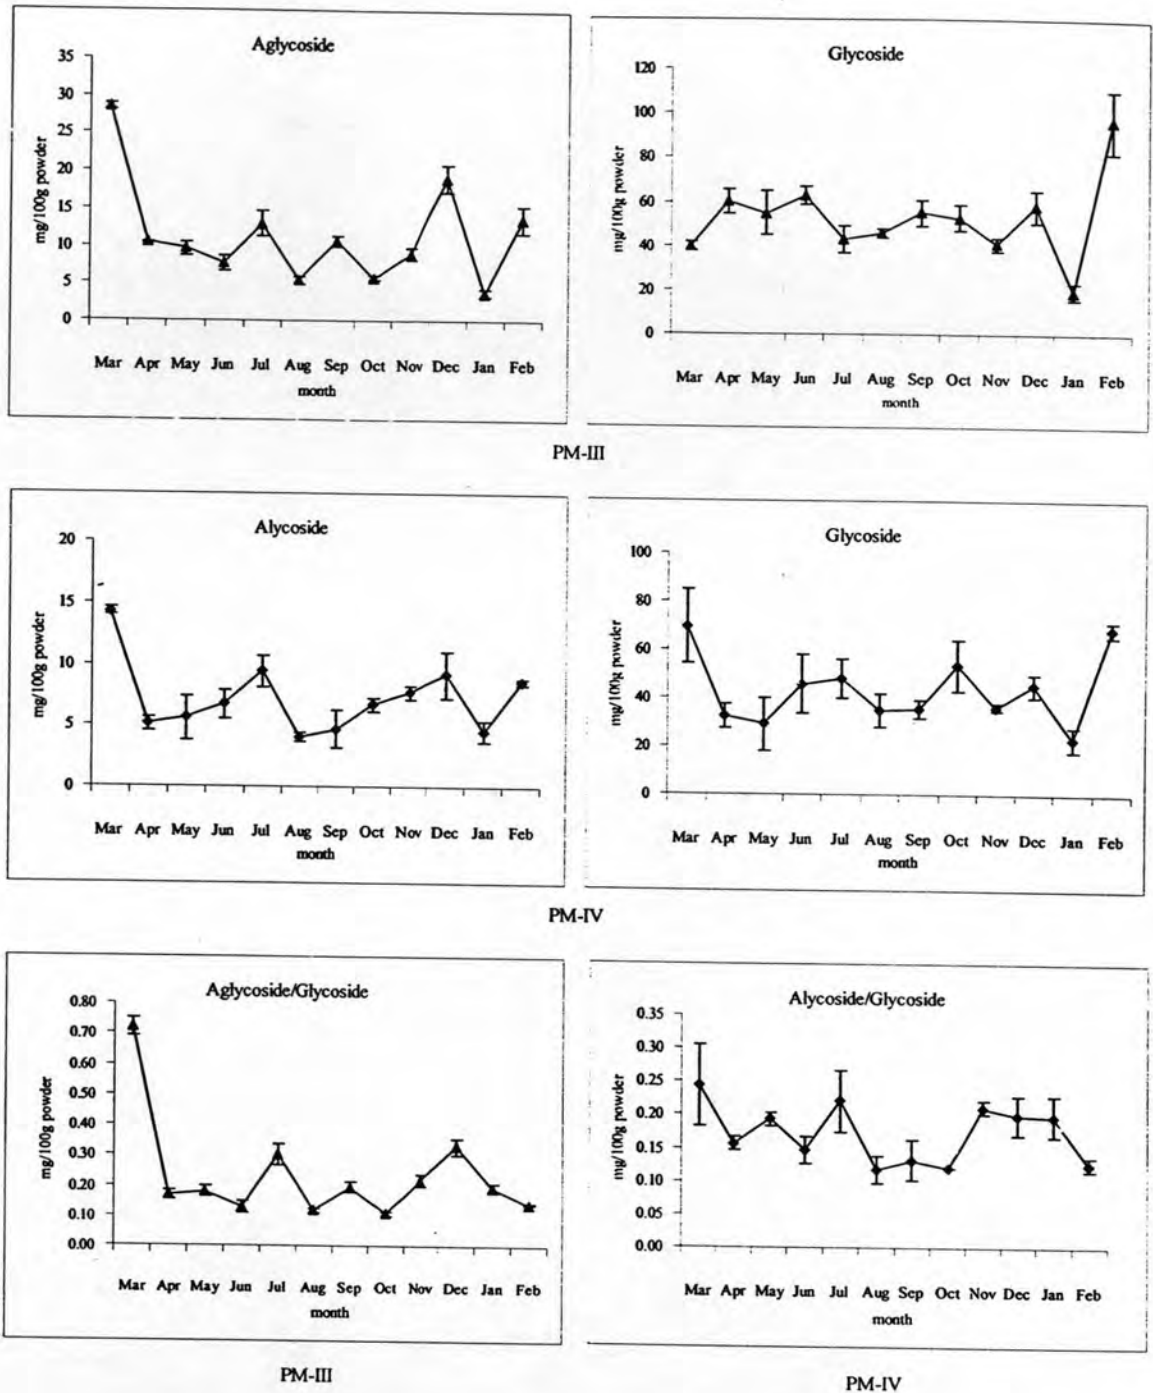 Aglycoside
35
30
25
20
15
10
5
0
mg/100g powder
Mar Apr May Jun Jul Aug Sep Oct Nov Dec Jan Feb
month
Glycoside
120
100
80
60
40
20
0
mg/100g powder
Mar Apr May Jun Jul Aug Sep Oct Nov Dec Jan Feb
month
PM-III
Alycoside
20
15
10
5
0
mg/100g powder
Mar Apr May Jun Jul Aug Sep Oct Nov Dec Jan Feb
month
Glycoside
100
80
60
40
20
0
mg/100g powder
Mar Apr May Jun Jul Aug Sep Oct Nov Dec Jan Feb
month
PM-IV
Aglycoside/Glycoside
0.80
0.70
0.60
0.50
0.40
0.30
0.20
0.10
0.00
mg/100g powder
Mar Apr May Jun Jul Aug Sep Oct Nov Dec Jan Feb
month
PM-III
Alycoside/Glycoside
0.35
0.30
0.25
0.20
0.15
0.10
0.05
0.00
mg/100g powder
Mar Apr May Jun Jul Aug Sep Oct Nov Dec Jan Feb
month
PM-IV